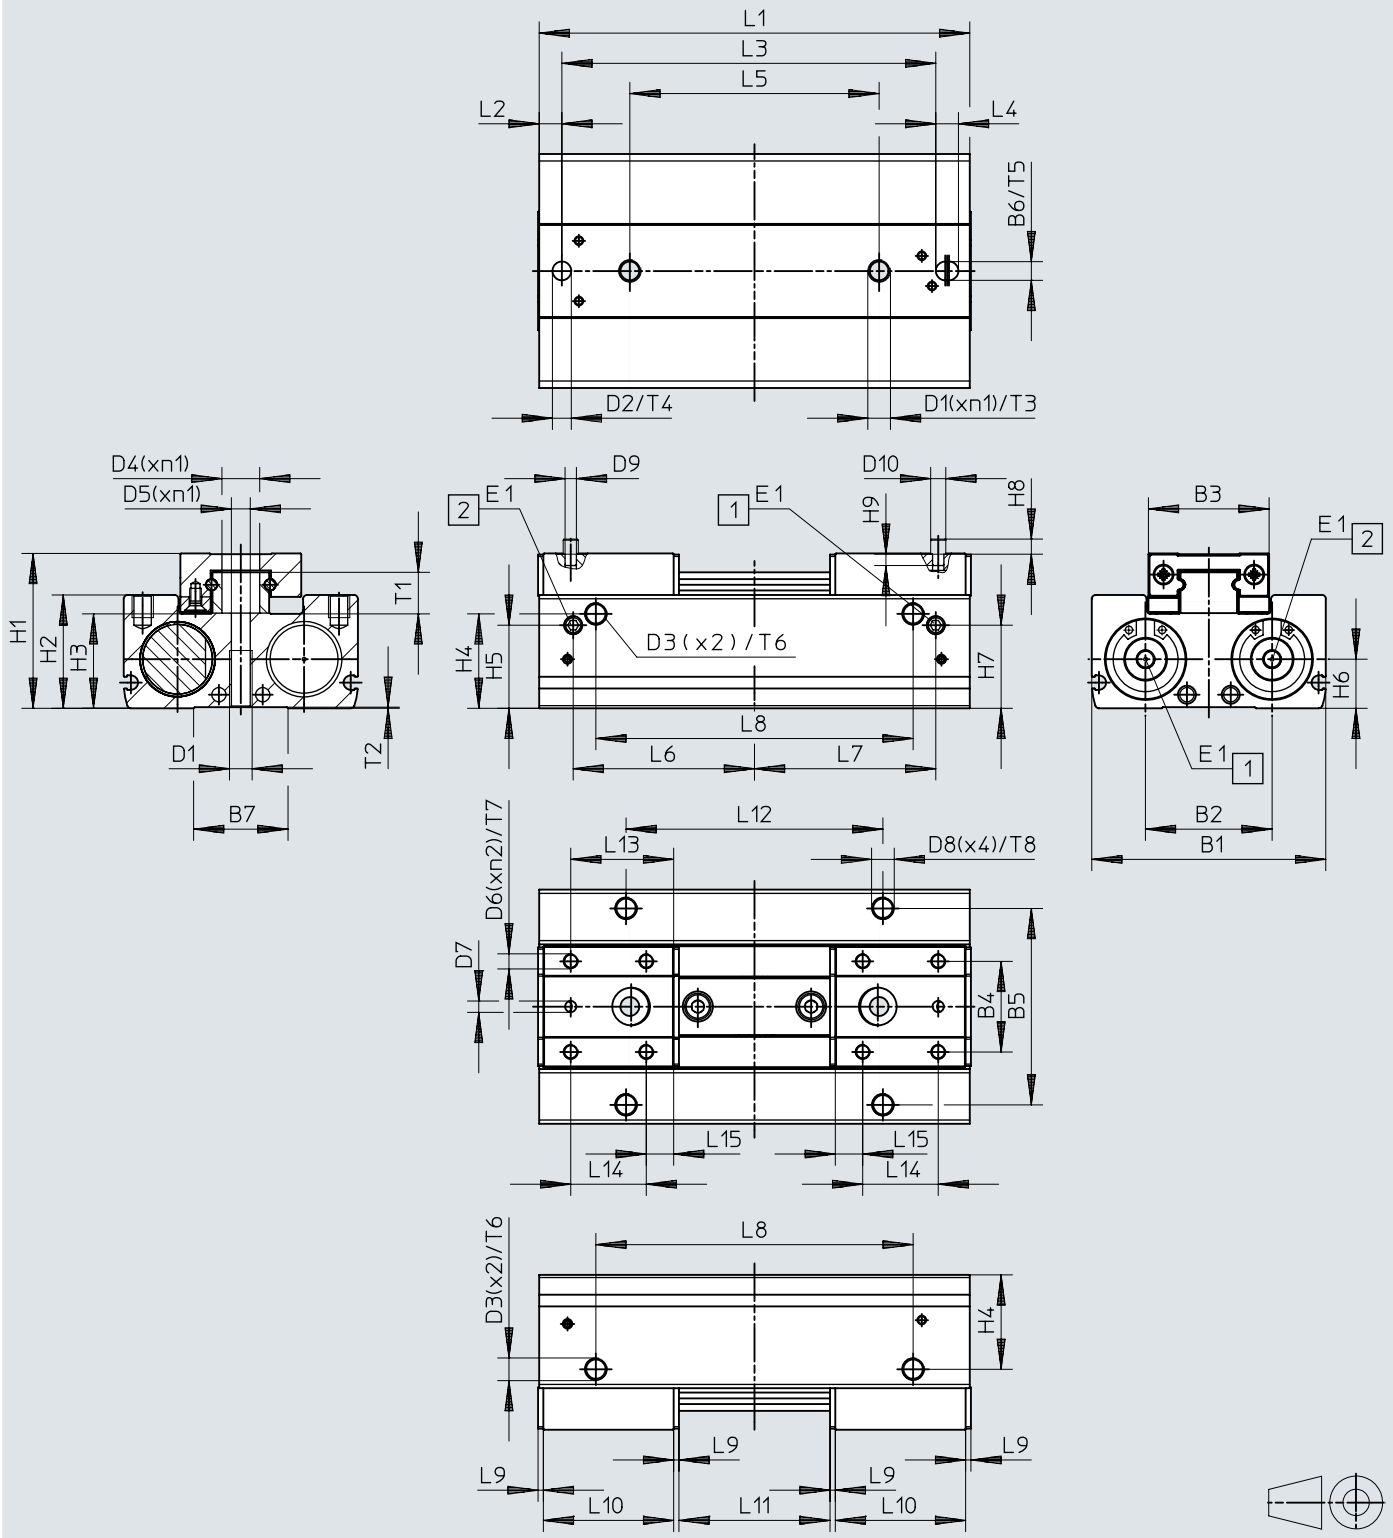 L1
L3
L5
L2
L4
B6/T5
D2/T4
D1(xn1)/T3
D4(xn1)
D5(xn1)
H1
H2
H3
T1
T2
D1
B7
D9
D10
H8
H9
2
E1
1
E1
D3(x2)/T6
H4
H5
H7
L8
L6
L7
B3
E1
2
H6
E1
1
B2
B1
L12
L13
D6(xn2)/T7
D8(x4)/T8
D7
B4
B5
L15
L15
L14
L14
L8
D3(x2)/T6
H4
L9
L9
L9
L9
L10
L11
L10